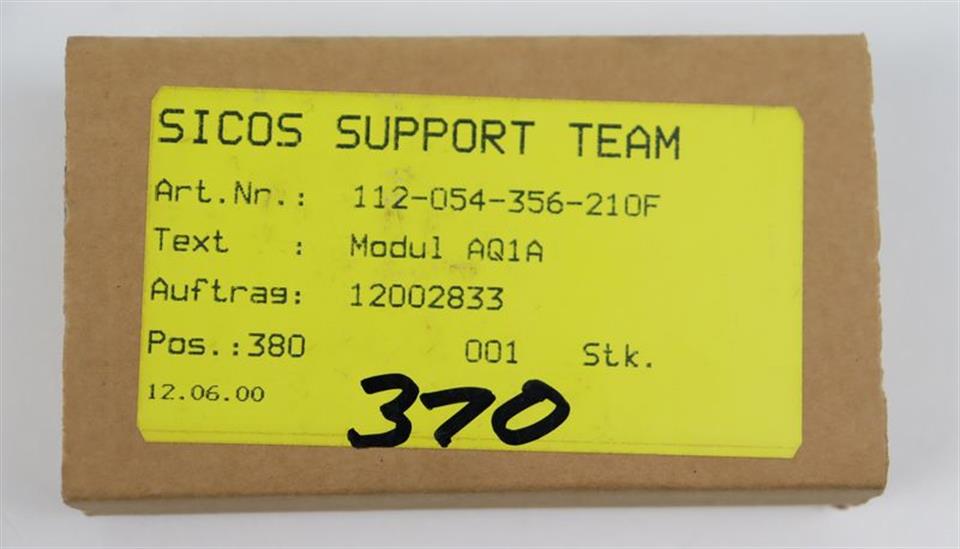 SICOS SUPPORT TEAM
Art.Nr.: 112-054-356-210F
Text : Modul AQ1A
Auftrag: 12002833
Pos.:380 001 Stk.
12.06.00
370